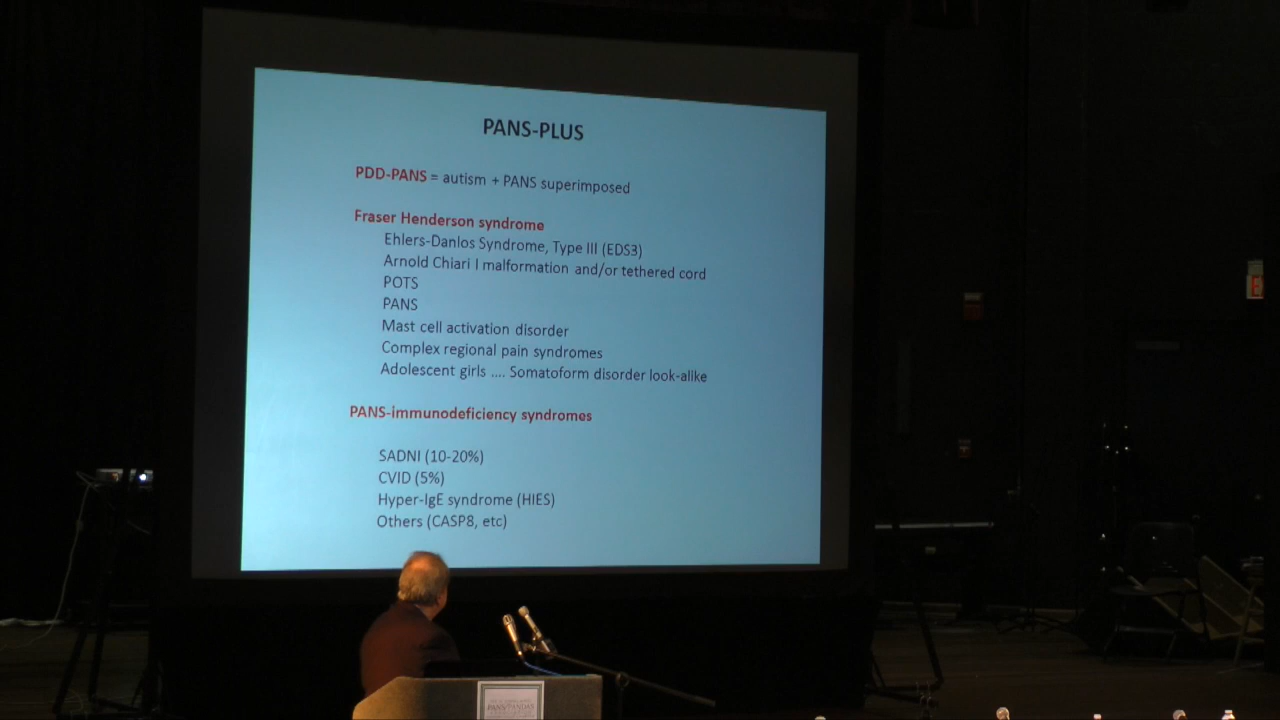 PANS-PLUS
PDD-PANS = autism + PANS superimposed
Fraser Henderson syndrome
Ehlers-Danlos Syndrome, Type III (EDS3)
Arnold Chiari I malformation and/or tethered cord
POTS
PANS
Mast cell activation disorder
Complex regional pain syndromes
Adolescent girls .... Somatoform disorder look-alike
PANS-immunodeficiency syndromes
SADNI (10-20%)
CVID (5%)
Hyper-IgE syndrome (HIES)
Others (CASP8, etc)
E
PANS/PANDAS